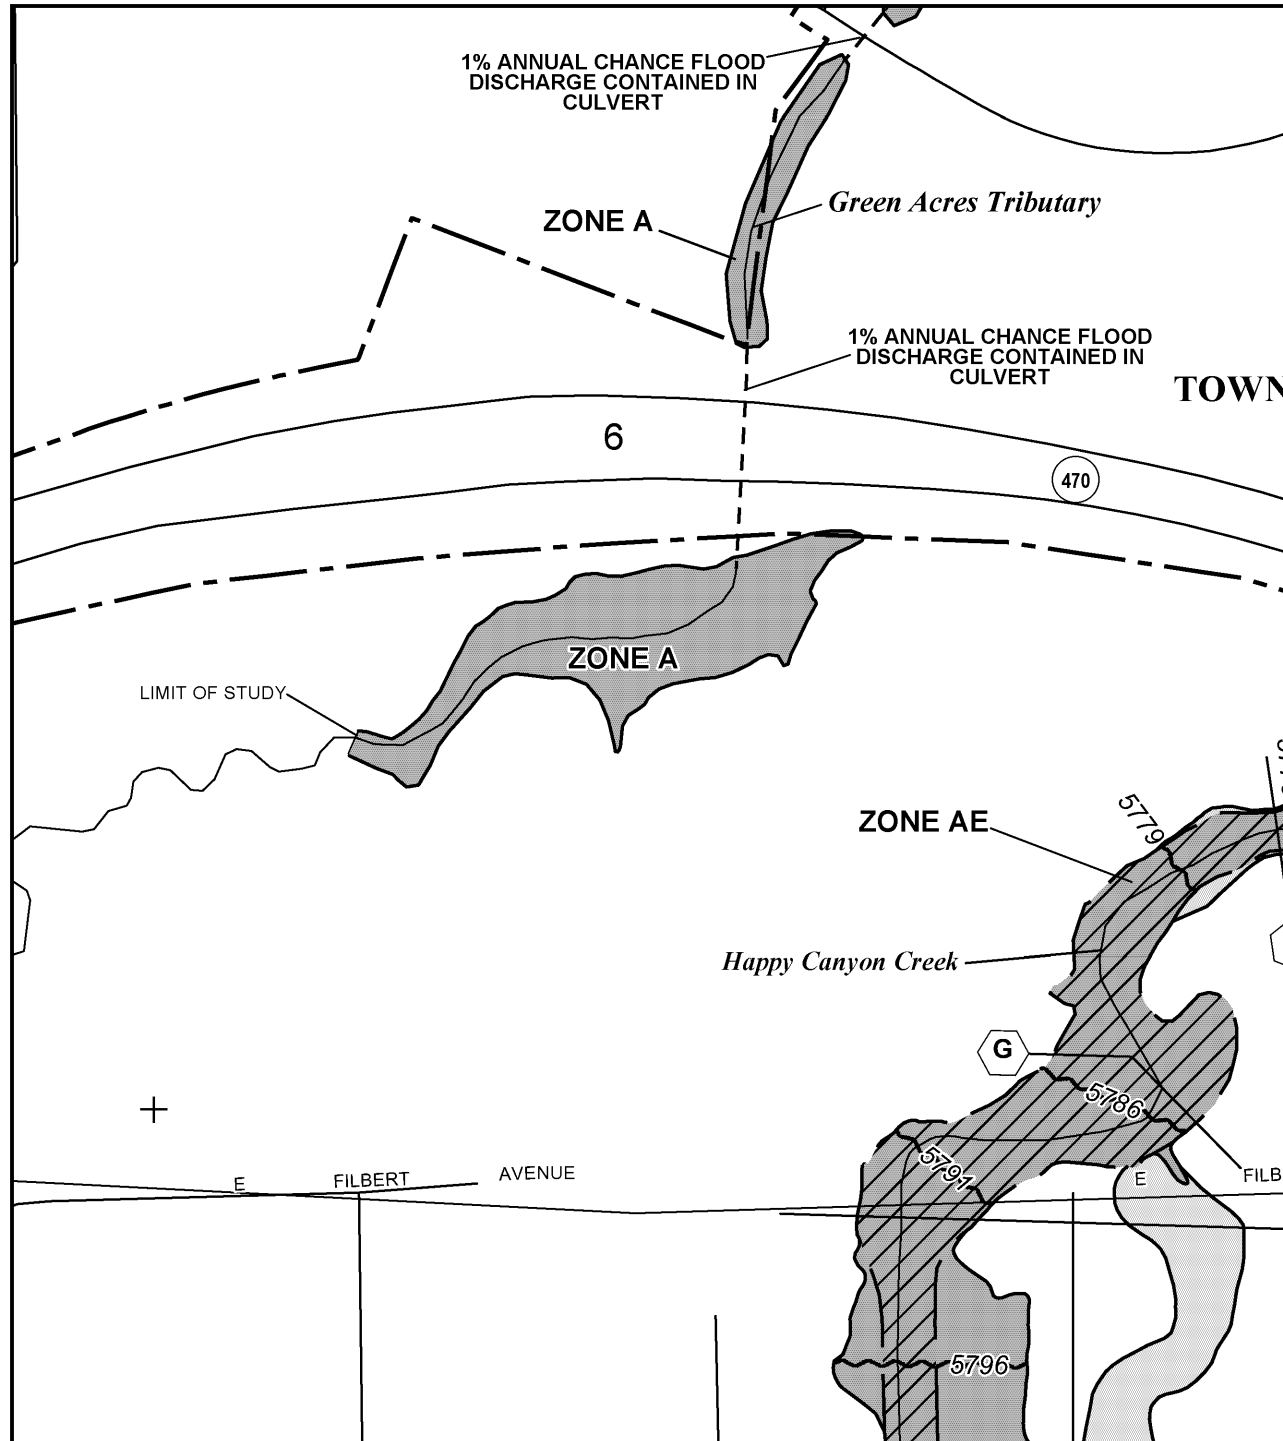 1% ANNUAL CHANCE FLOOD
DISCHARGE CONTAINED IN
CULVERT
ZONE A
Green Acres Tributary
1% ANNUAL CHANCE FLOOD
DISCHARGE CONTAINED IN
CULVERT
TOWN
6
470
ZONE A
LIMIT OF STUDY
5779
ZONE AE
Happy Canyon Creek
G
5786
5791
E FILBERT AVENUE
E FILB
5796